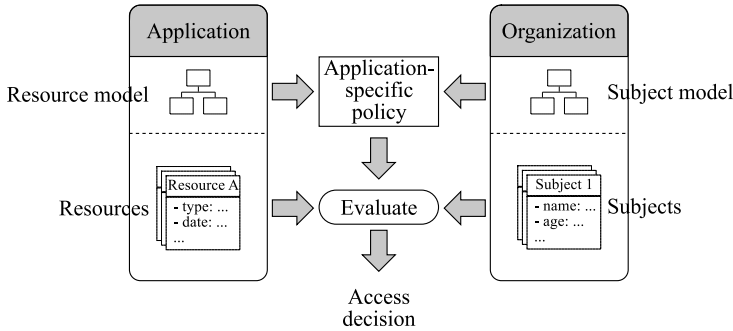 Application
Organization
Resource model
Application-
specific
policy
Subject model
Resources
Resource A
- type: ...
- date: ...
...
Evaluate
Subject 1
- name: ...
- age: ...
...
Subjects
Access
decision